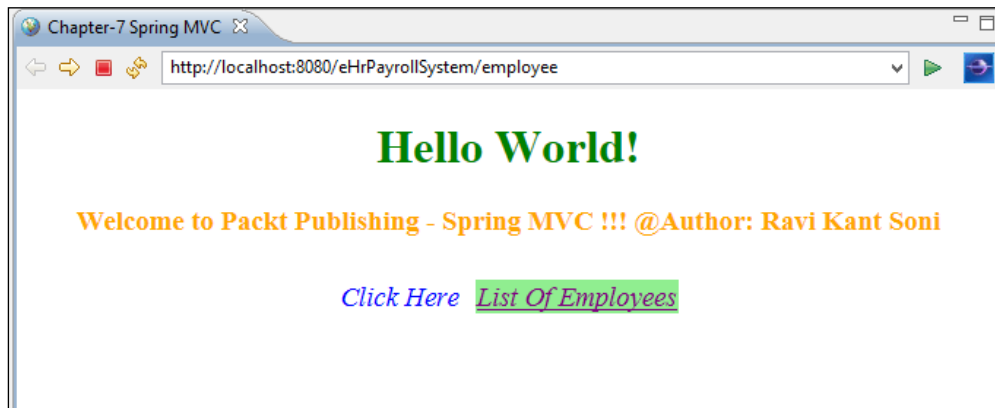 Chapter-7 Spring MVC
http://localhost:8080/eHrPayrollSystem/employee
Hello World!
Welcome to Packt Publishing - Spring MVC !!! @Author: Ravi Kant Soni
Click Here List Of Employees